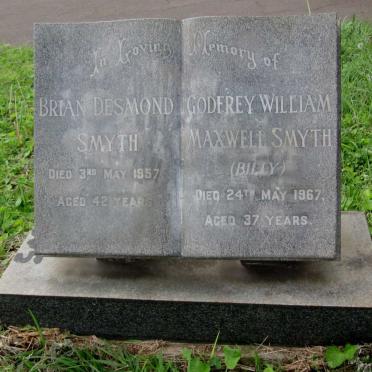 In Loving Memory of
BRIAN DESMOND
SMYTH
DIED 3RD MAY 1957
AGED 42 YEARS
GODFREY WILLIAM
MAXWELL SMYTH
(BILLY)
DIED 24TH MAY 1967.
AGED 37 YEARS.